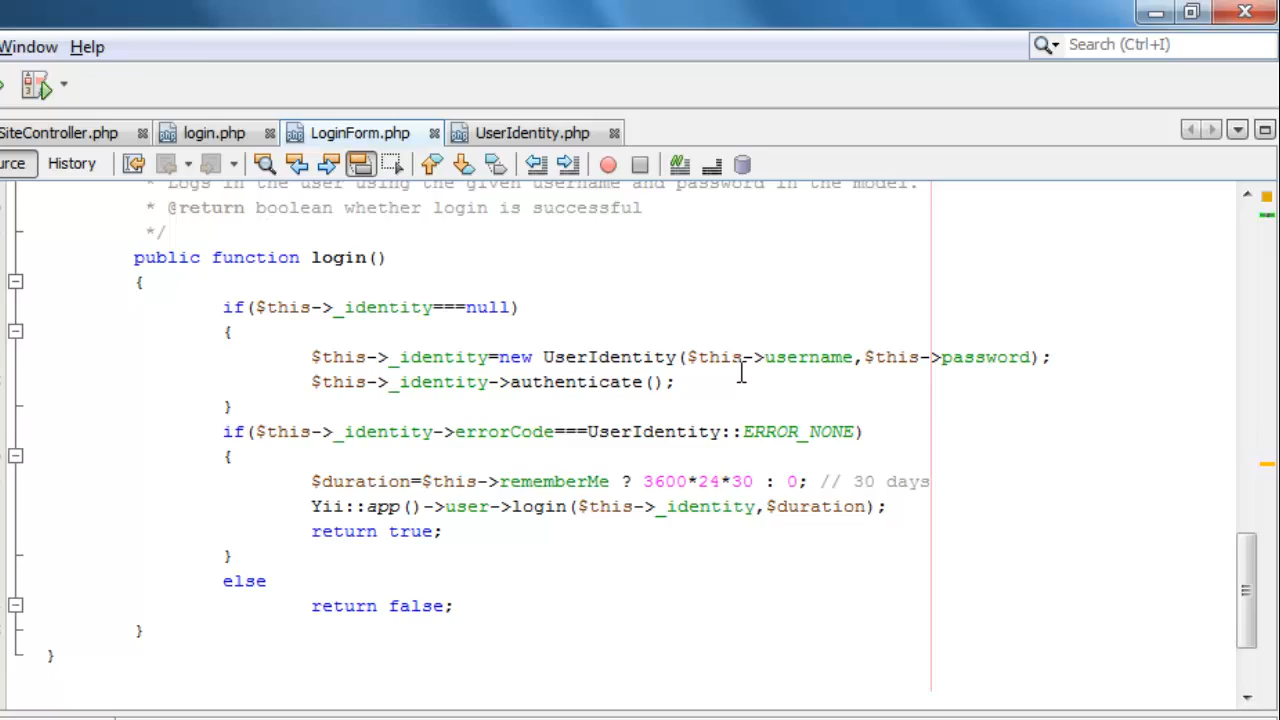 Window Help
Search (Ctrl+I)
SiteController.php login.php LoginForm.php UserIdentity.php
History
* Logs in the user using the given username and password in the model.
* @return boolean whether login is successful
*/
public function login()
{
if($this->_identity===null)
{
$this->_identity=new UserIdentity($this->username,$this->password);
$this->_identity->authenticate();
}
if($this->_identity->errorCode===UserIdentity::ERROR_NONE)
{
$duration=$this->rememberMe ? 3600*24*30 : 0; // 30 days
Yii::app()->user->login($this->_identity,$duration);
return true;
}
else
return false;
}
}